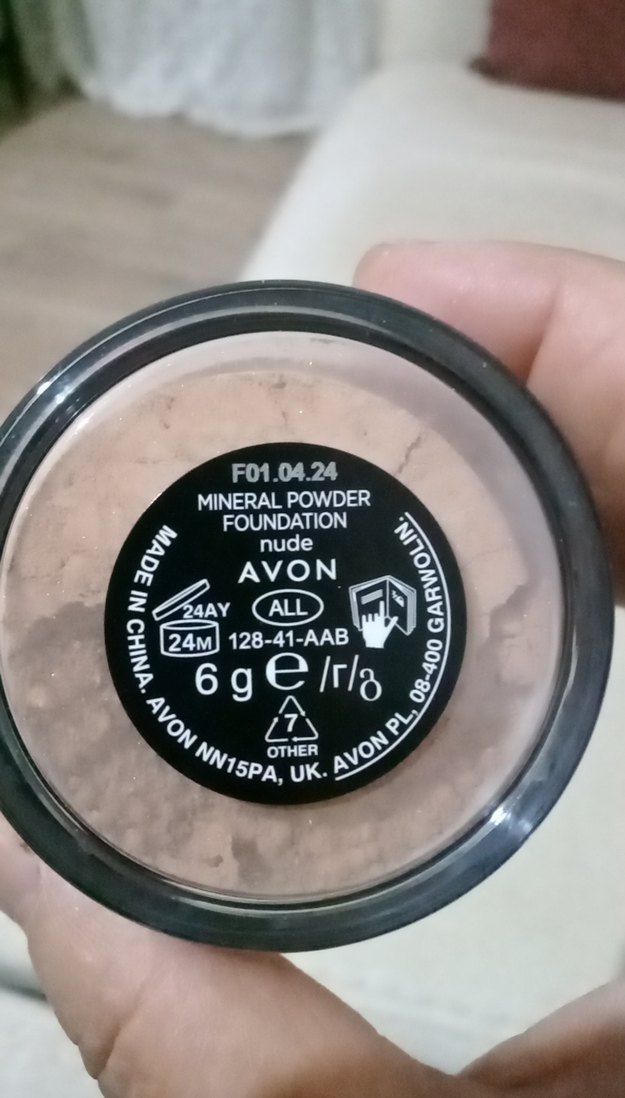 F01.04.24
MINERAL POWDER
FOUNDATION
nude
AVON
24AY
ALL
24M
128-41-AAB
6 g e /г/გ
7
OTHER
MADE IN CHINA. AVON NN15PA, UK. AVON PL, 08-400 GARWOLIN.